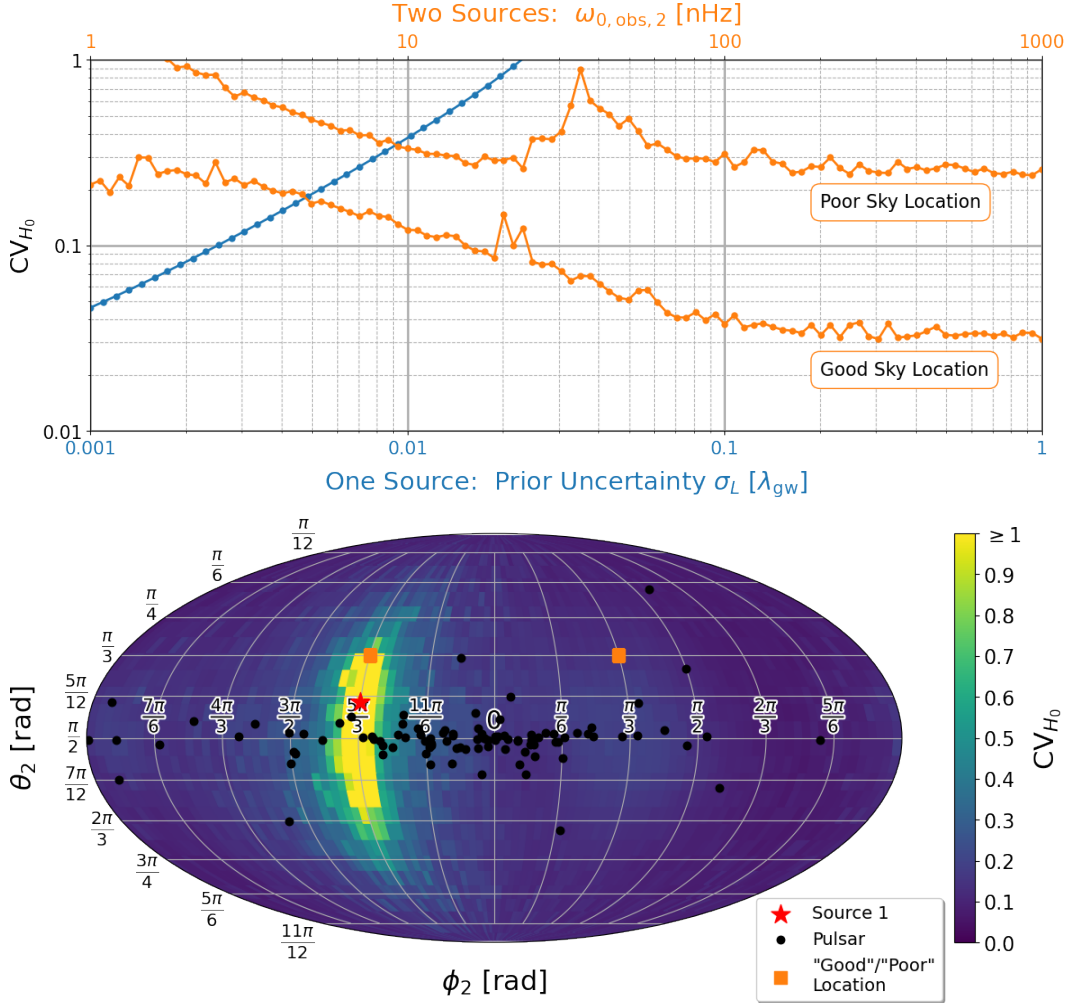 Two Sources:  ω₀,obs,2 [nHz]
1 10 100 1000
1
0.1
0.01
CV_H₀
Poor Sky Location
Good Sky Location
0.001 0.01 0.1 1
One Source:  Prior Uncertainty σ_L [λ_gw]
π/12
π/6
π/4
π/3
5π/12
π/2
7π/12
2π/3
3π/4
5π/6
11π/12
θ₂ [rad]
7π/6 4π/3 3π/2 5π/3 11π/6 0 π/6 π/3 π/2 2π/3 5π/6
ϕ₂ [rad]
≥ 1
0.9
0.8
0.7
0.6
0.5
0.4
0.3
0.2
0.1
0.0
CV_H₀
Source 1
Pulsar
"Good"/"Poor"
Location